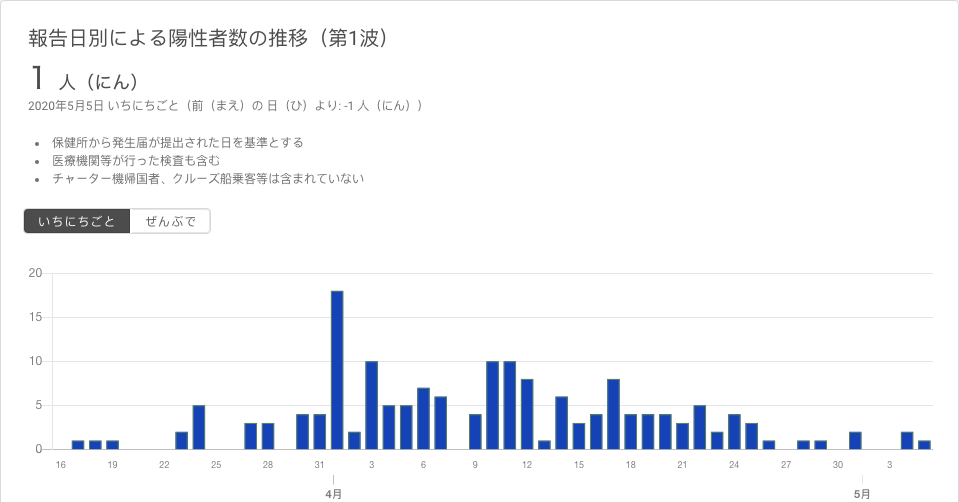 報告日別による陽性者数の推移（第1波）
1 人（にん）
2020年5月5日 いちにちごと（前（まえ）の 日（ひ）より: -1 人（にん））
保健所から発生届が提出された日を基準とする
医療機関等が行った検査も含む
チャーター機帰国者、クルーズ船乗客等は含まれていない
いちにちごと ぜんぶで
20
15
10
5
0
16 19 22 25 28 31 3 6 9 12 15 18 21 24 27 30 3
4月 5月